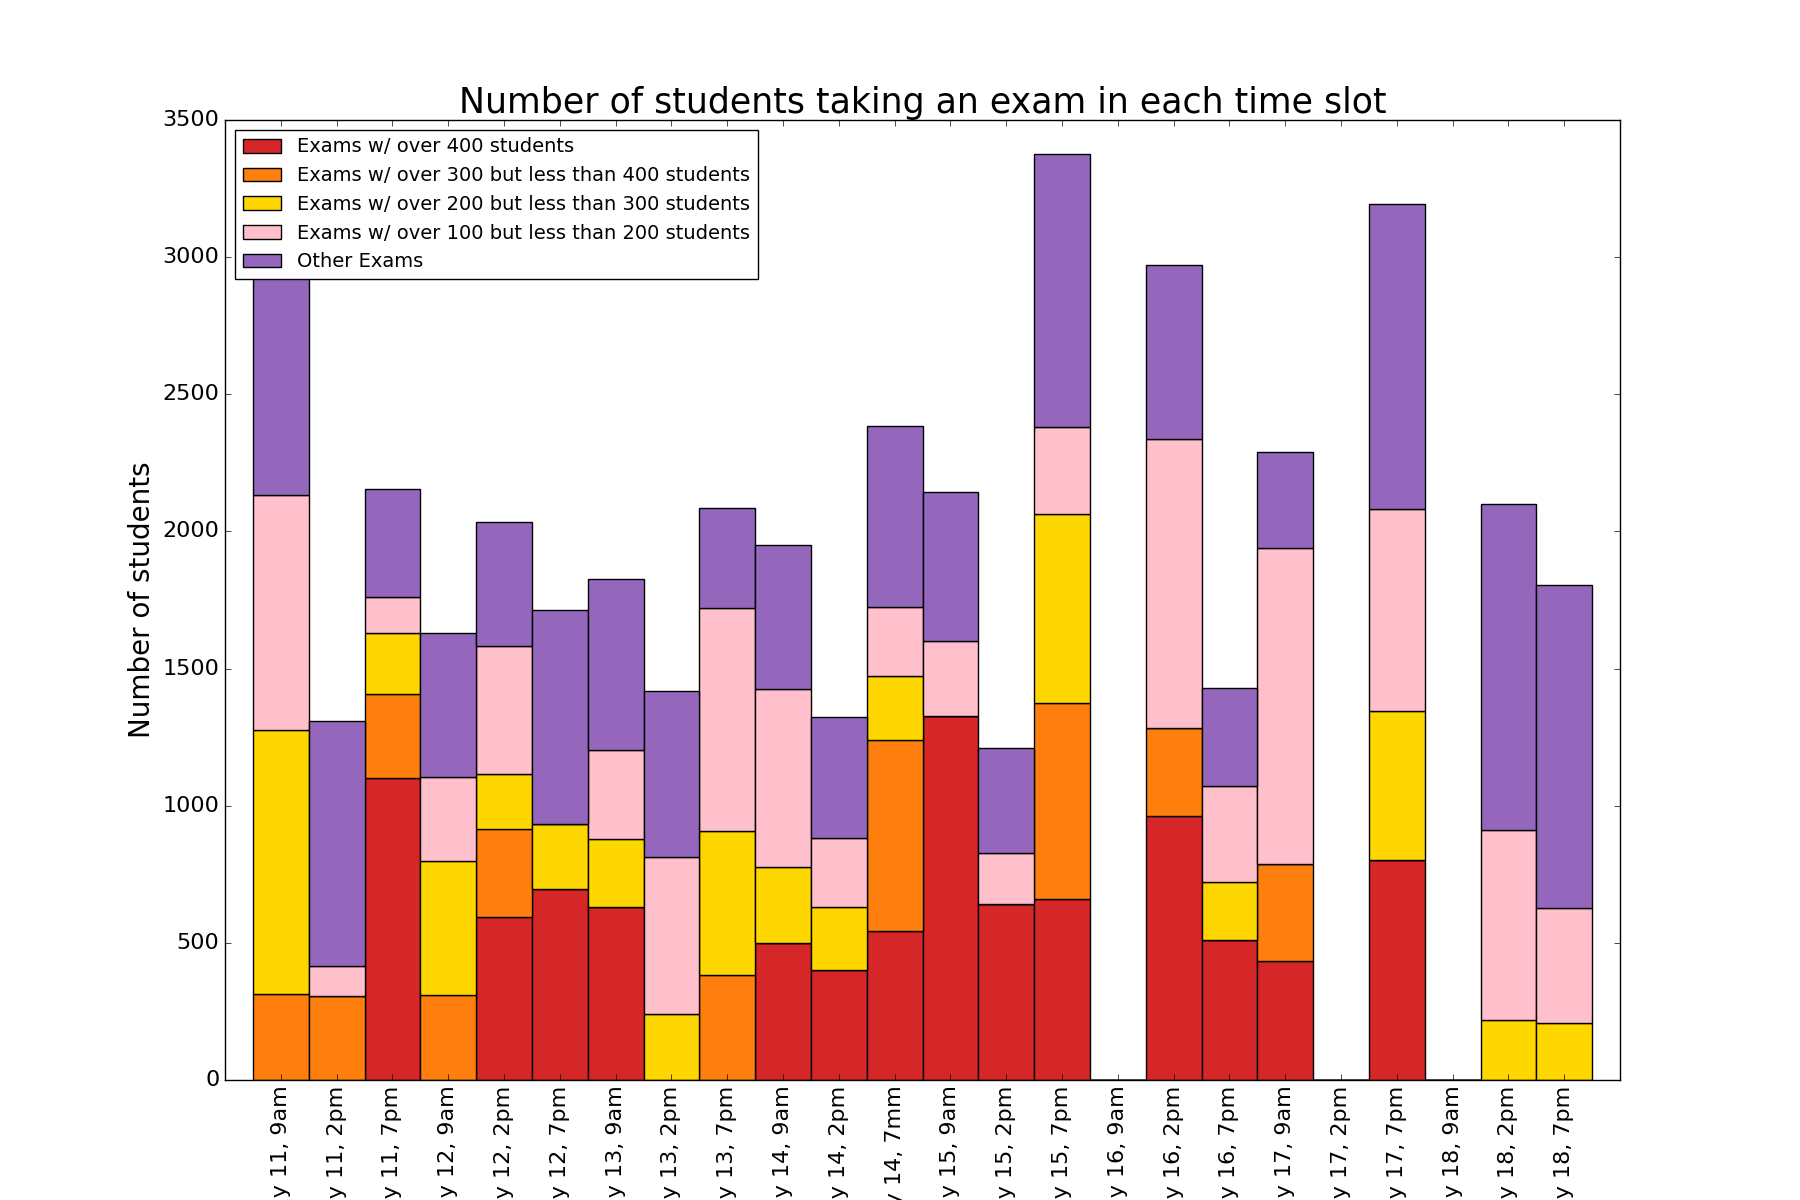 Number of students taking an exam in each time slot
Exams w/ over 400 students
Exams w/ over 300 but less than 400 students
Exams w/ over 200 but less than 300 students
Exams w/ over 100 but less than 200 students
Other Exams
Number of students
3500
3000
2500
2000
1500
1000
500
0
y 11, 9am
y 11, 2pm
y 11, 7pm
y 12, 9am
y 12, 2pm
y 12, 7pm
y 13, 9am
y 13, 2pm
y 13, 7pm
y 14, 9am
y 14, 2pm
y 14, 7mm
y 15, 9am
y 15, 2pm
y 15, 7pm
y 16, 9am
y 16, 2pm
y 16, 7pm
y 17, 9am
y 17, 2pm
y 17, 7pm
y 18, 9am
y 18, 2pm
y 18, 7pm